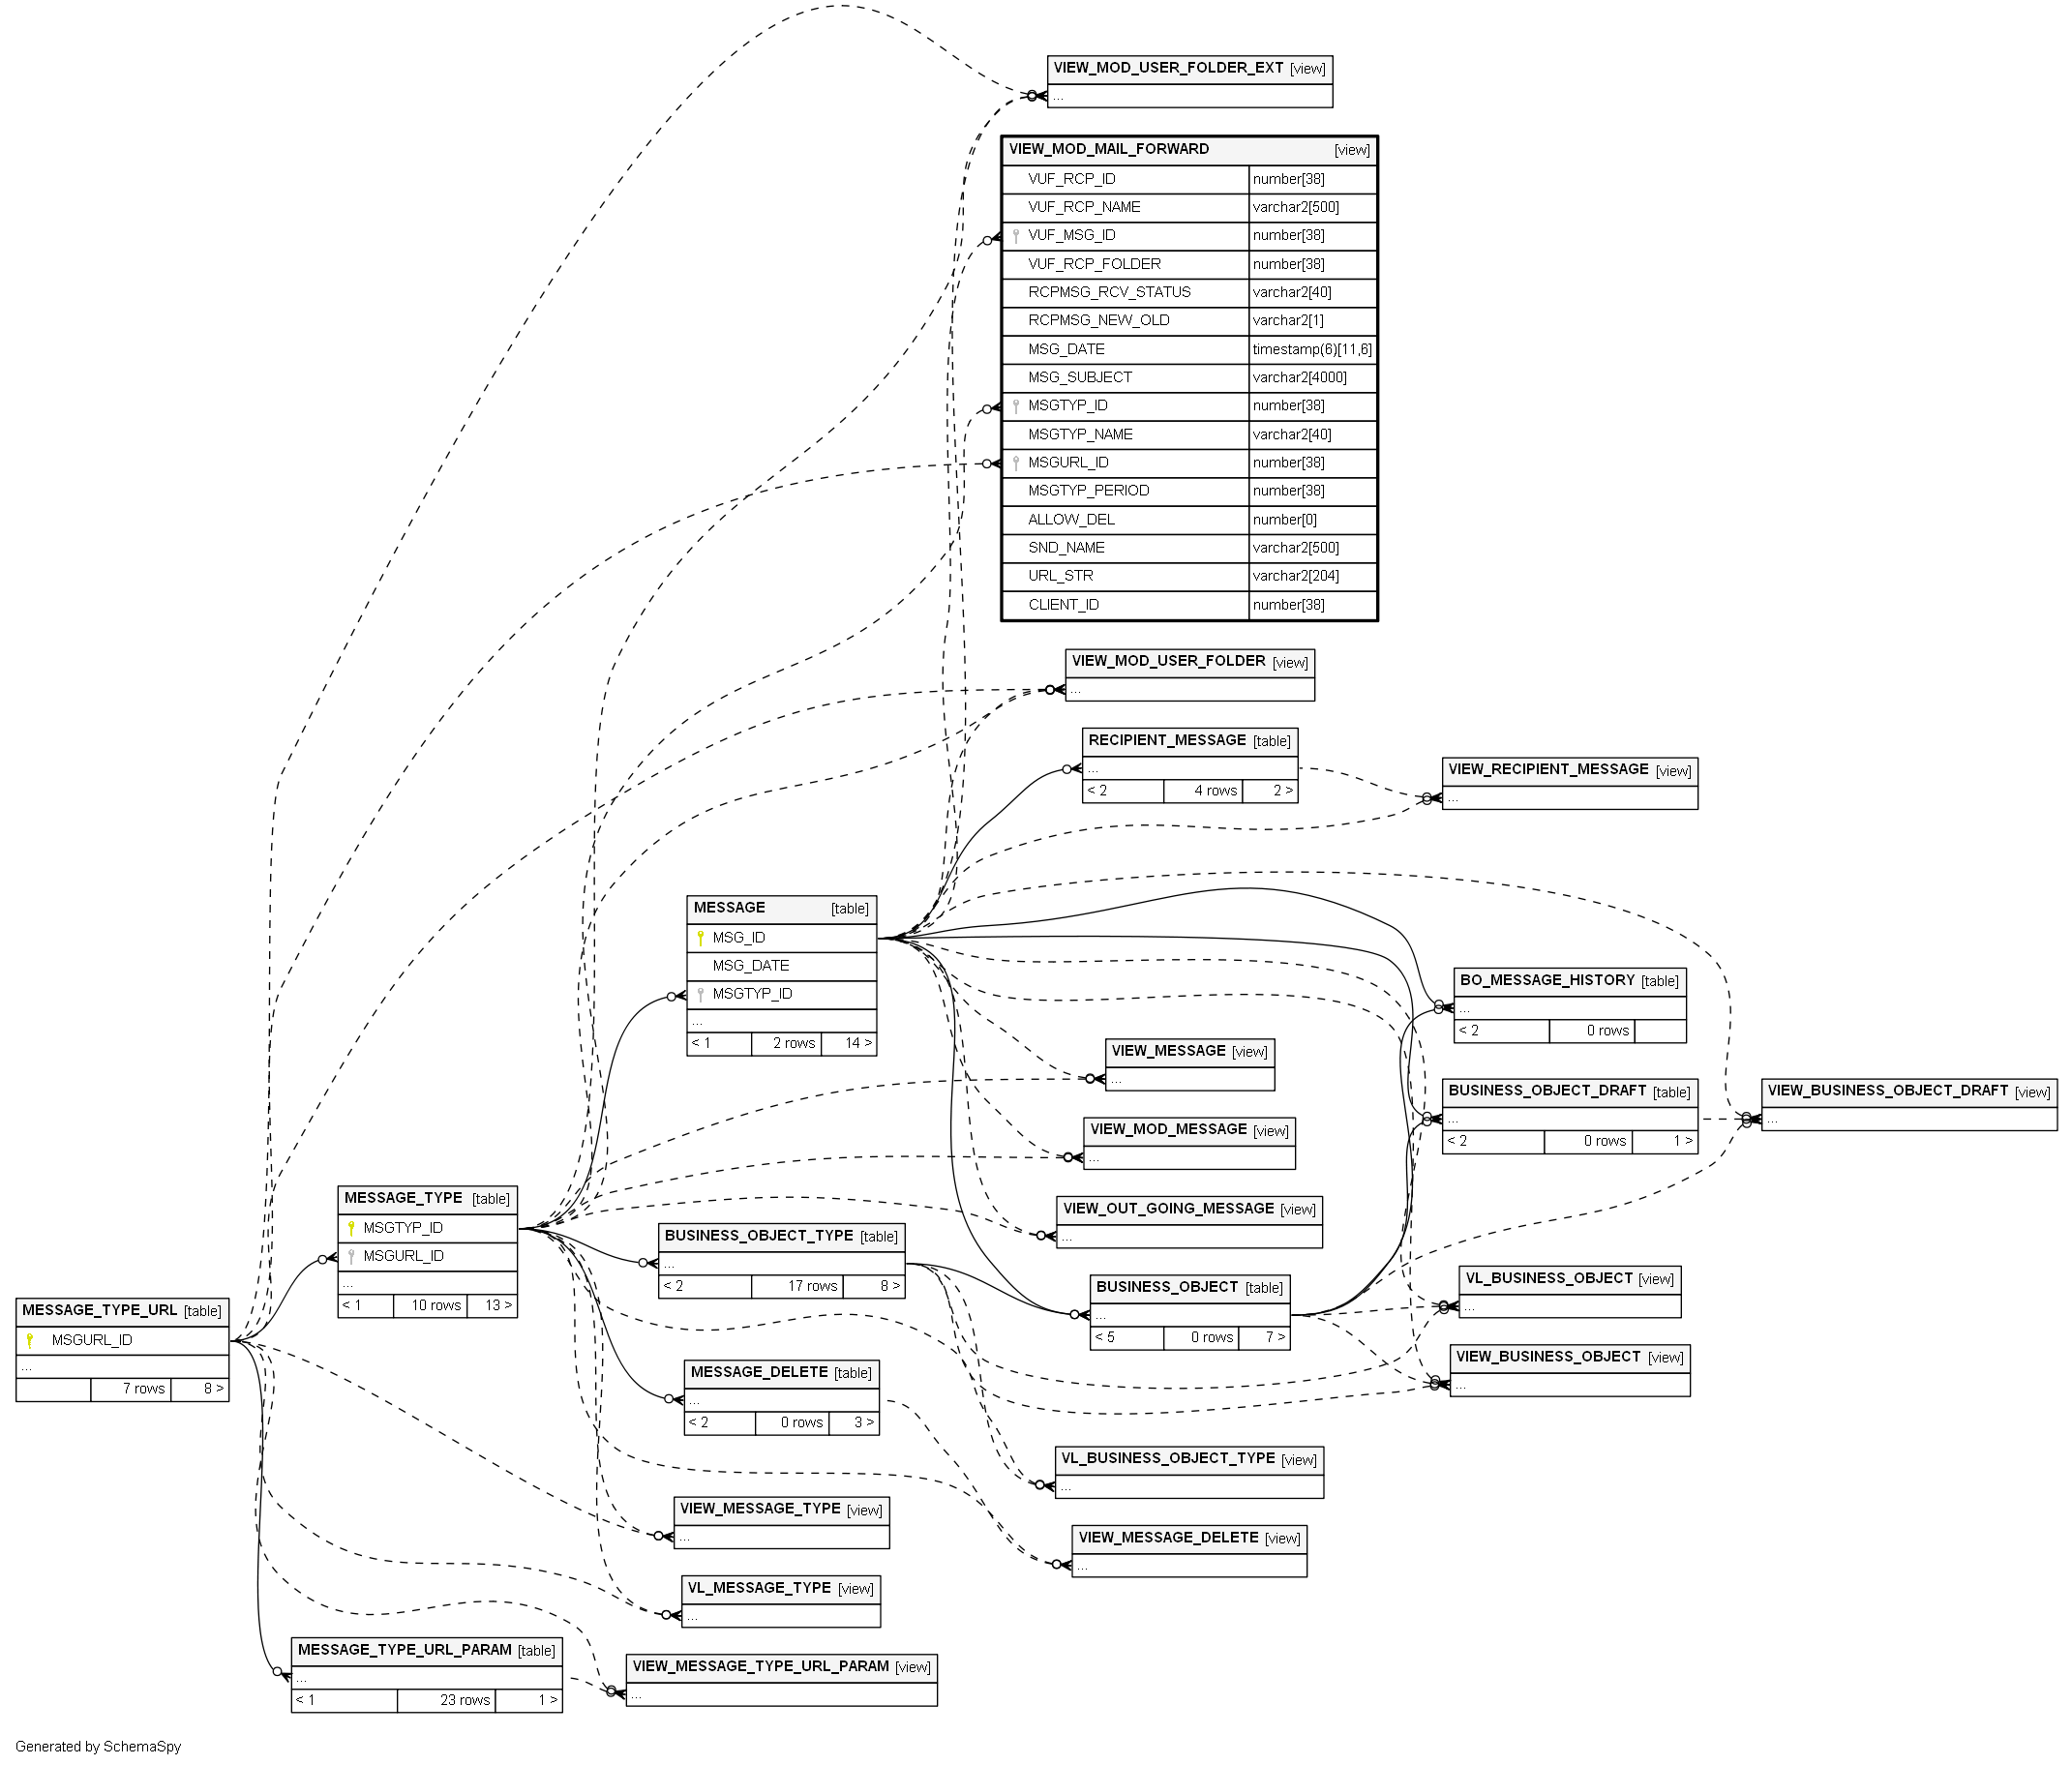 VIEW_MOD_USER_FOLDER_EXT [view]
...
VIEW_MOD_MAIL_FORWARD [view]
VUF_RCP_ID number[38]
VUF_RCP_NAME varchar2[500]
VUF_MSG_ID number[38]
VUF_RCP_FOLDER number[38]
RCPMSG_RCV_STATUS varchar2[40]
RCPMSG_NEW_OLD varchar2[1]
MSG_DATE timestamp(6)[11,6]
MSG_SUBJECT varchar2[4000]
MSGTYP_ID number[38]
MSGTYP_NAME varchar2[40]
MSGURL_ID number[38]
MSGTYP_PERIOD number[38]
ALLOW_DEL number[0]
SND_NAME varchar2[500]
URL_STR varchar2[204]
CLIENT_ID number[38]
VIEW_MOD_USER_FOLDER [view]
...
RECIPIENT_MESSAGE [table]
...
< 2 4 rows 2 >
VIEW_RECIPIENT_MESSAGE [view]
...
MESSAGE [table]
MSG_ID
MSG_DATE
MSGTYP_ID
...
< 1 2 rows 14 >
BO_MESSAGE_HISTORY [table]
...
< 2 0 rows
VIEW_MESSAGE [view]
...
BUSINESS_OBJECT_DRAFT [table]
...
< 2 0 rows 1 >
VIEW_BUSINESS_OBJECT_DRAFT [view]
...
VIEW_MOD_MESSAGE [view]
...
MESSAGE_TYPE [table]
MSGTYP_ID
MSGURL_ID
...
< 1 10 rows 13 >
VIEW_OUT_GOING_MESSAGE [view]
...
BUSINESS_OBJECT_TYPE [table]
...
< 2 17 rows 8 >
BUSINESS_OBJECT [table]
...
< 5 0 rows 7 >
VL_BUSINESS_OBJECT [view]
...
MESSAGE_TYPE_URL [table]
MSGURL_ID
...
7 rows 8 >
VIEW_BUSINESS_OBJECT [view]
...
MESSAGE_DELETE [table]
...
< 2 0 rows 3 >
VL_BUSINESS_OBJECT_TYPE [view]
...
VIEW_MESSAGE_TYPE [view]
...
VIEW_MESSAGE_DELETE [view]
...
VL_MESSAGE_TYPE [view]
...
MESSAGE_TYPE_URL_PARAM [table]
...
< 1 23 rows 1 >
VIEW_MESSAGE_TYPE_URL_PARAM [view]
...
Generated by SchemaSpy